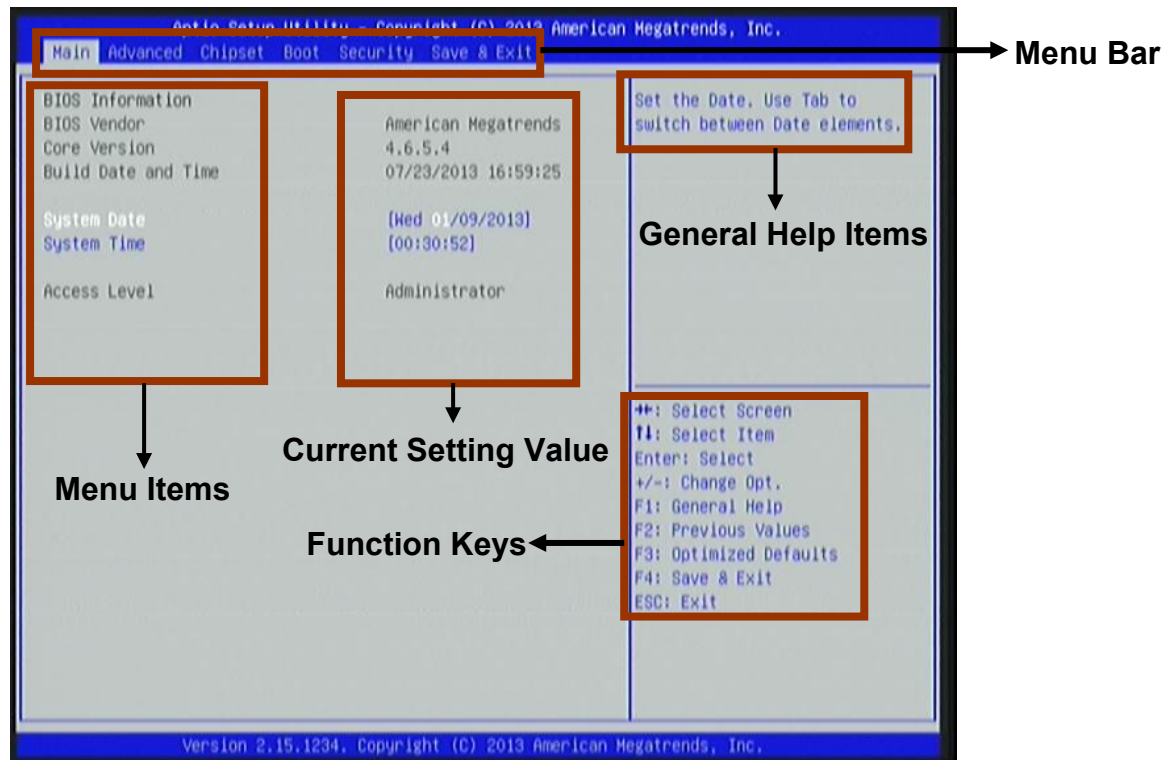 Aptio Setup Utility - Copyright (C) 2013 American Megatrends, Inc.
Main Advanced Chipset Boot Security Save & Exit
Menu Bar
BIOS Information
BIOS Vendor American Megatrends
Core Version 4.6.5.4
Build Date and Time 07/23/2013 16:59:25
System Date [Wed 01/09/2013]
System Time [00:30:52]
Access Level Administrator
Set the Date. Use Tab to
switch between Date elements.
General Help Items
Menu Items
Current Setting Value
Function Keys
→←: Select Screen
↑↓: Select Item
Enter: Select
+/-: Change Opt.
F1: General Help
F2: Previous Values
F3: Optimized Defaults
F4: Save & Exit
ESC: Exit
Version 2.15.1234. Copyright (C) 2013 American Megatrends, Inc.